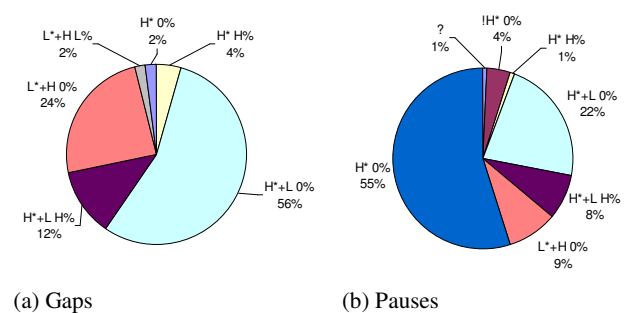 L*+H L%
2%
H* 0%
2%
H* H%
4%
L*+H 0%
24%
H*+L 0%
56%
H*+L H%
12%
(a) Gaps
?
1%
!H* 0%
4%
H* H%
1%
H*+L 0%
22%
H* 0%
55%
H*+L H%
8%
L*+H 0%
9%
(b) Pauses